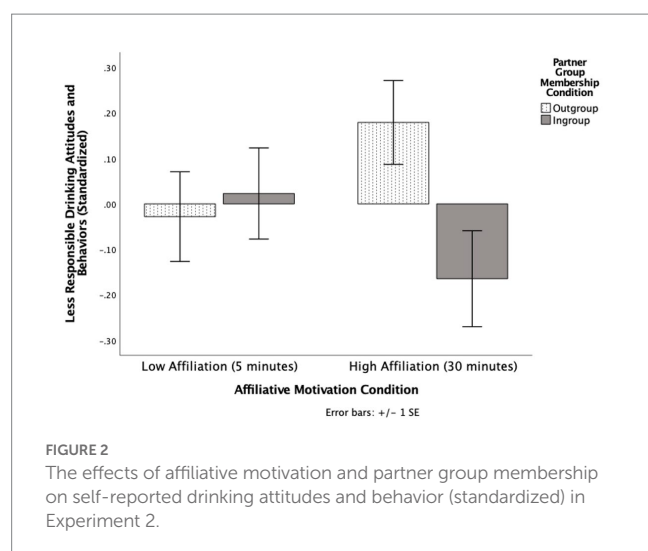 Partner
Group
Membership
Condition
Outgroup
Ingroup
Less Responsible Drinking Attitudes and
Behaviors (Standardized)
.30
.20
.10
.00
-.10
-.20
-.30
Low Affiliation (5 minutes)
High Affiliation (30 minutes)
Affiliative Motivation Condition
Error bars: +/− 1 SE
FIGURE 2
The effects of affiliative motivation and partner group membership
on self-reported drinking attitudes and behavior (standardized) in
Experiment 2.